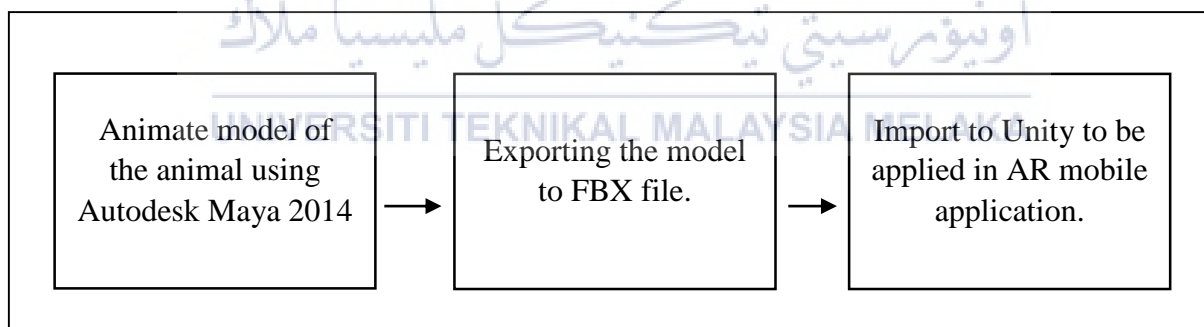 اونيۏرسيتي تيكنيكل مليسيا ملاك
UNIVERSITI TEKNIKAL MALAYSIA MELAKA
Animate model of
the animal using
Autodesk Maya 2014
Exporting the model
to FBX file.
Import to Unity to be
applied in AR mobile
application.